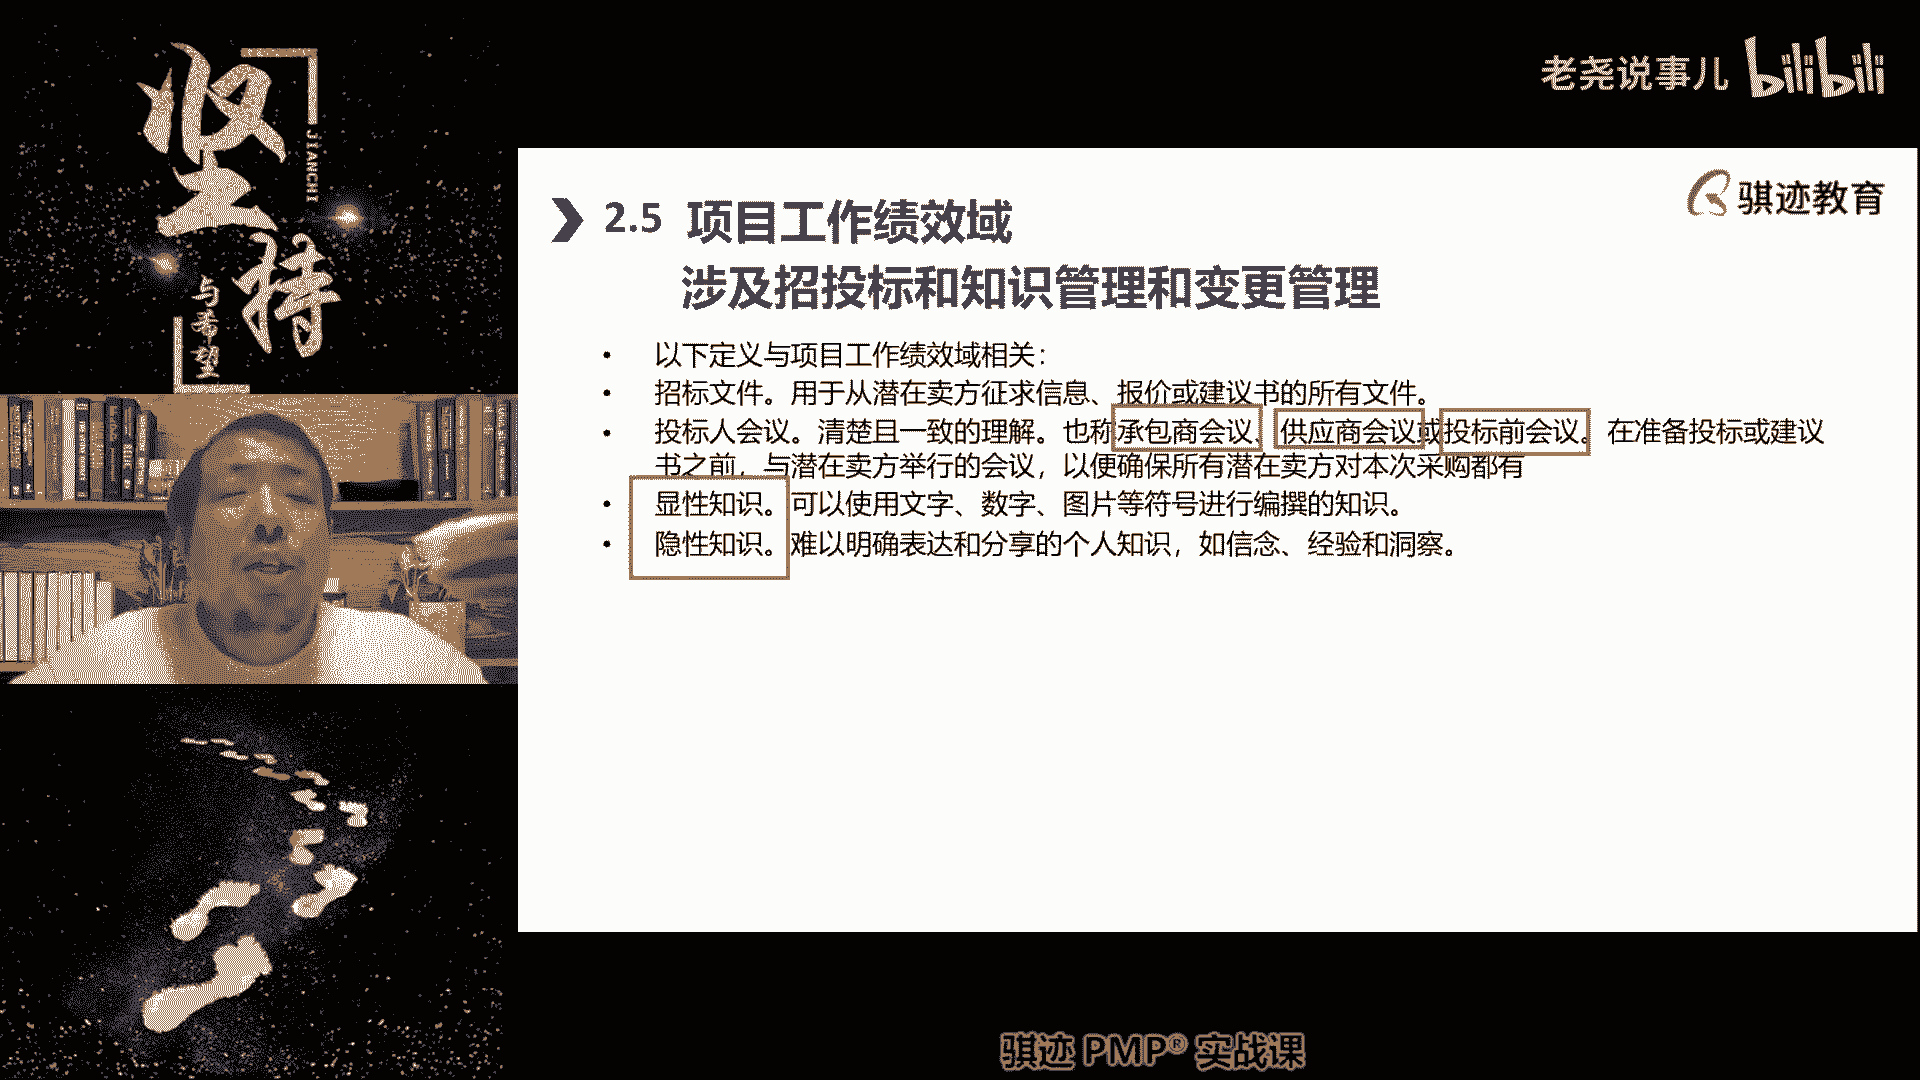 坚持
JIANCHI
与希望
老尧说事儿 bilibili
骐迹教育
2.5 项目工作绩效域
涉及招投标和知识管理和变更管理
• 以下定义与项目工作绩效域相关：
• 招标文件。用于从潜在卖方征求信息、报价或建议书的所有文件。
• 投标人会议。清楚且一致的理解。也称承包商会议、供应商会议或投标前会议。在准备投标或建议
书之前，与潜在卖方举行的会议，以便确保所有潜在卖方对本次采购都有
• 显性知识。可以使用文字、数字、图片等符号进行编撰的知识。
• 隐性知识。难以明确表达和分享的个人知识，如信念、经验和洞察。
骐迹 PMP® 实战课